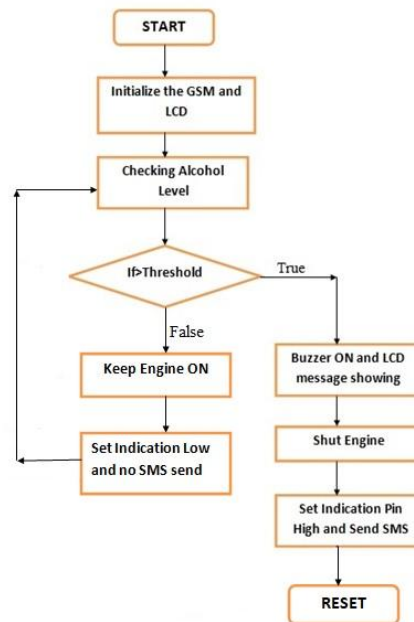 START
Initialize the GSM and
LCD
Checking Alcohol
Level
If>Threshold
True
False
Keep Engine ON
Set Indication Low
and no SMS send
Buzzer ON and LCD
message showing
Shut Engine
Set Indication Pin
High and Send SMS
RESET